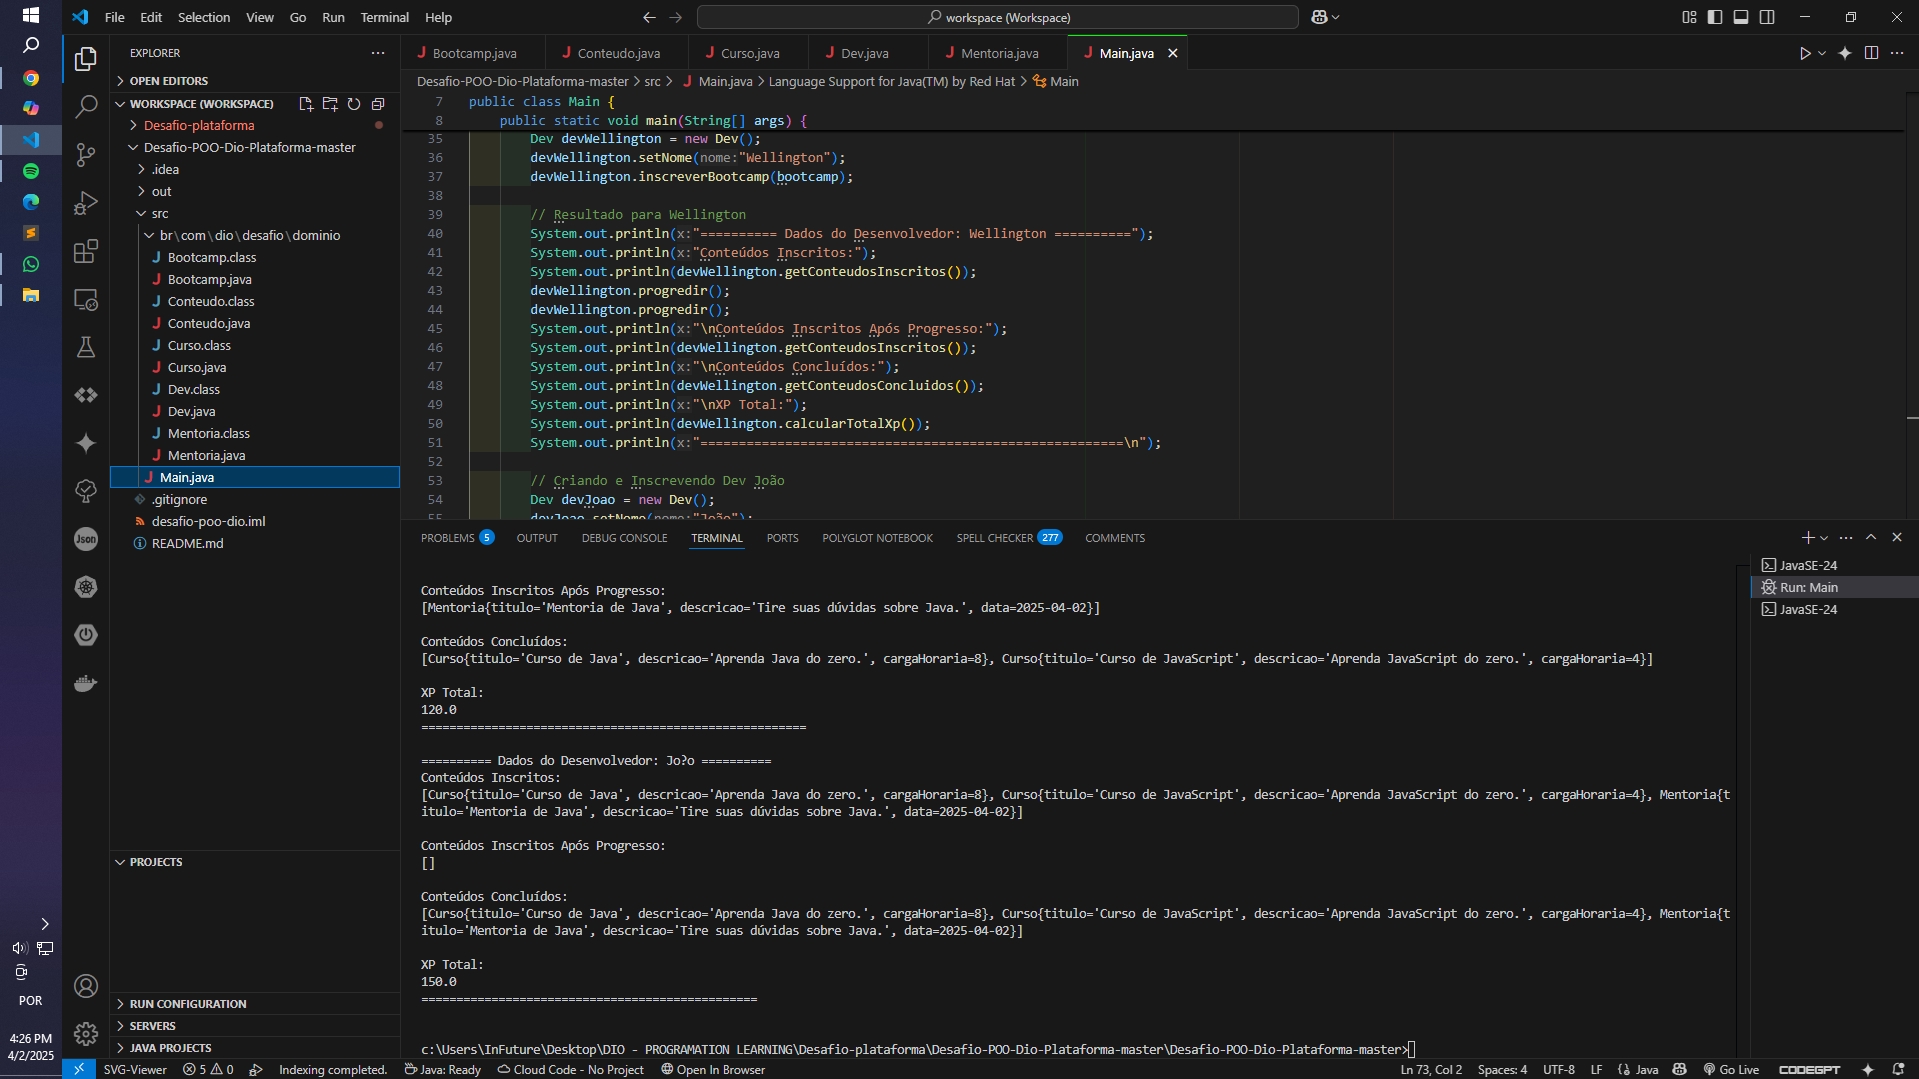 File Edit Selection View Go Run Terminal Help
workspace (Workspace)
EXPLORER
OPEN EDITORS
WORKSPACE (WORKSPACE)
Desafio-plataforma
Desafio-POO-Dio-Plataforma-master
.idea
out
src
br\com\dio\desafio\dominio
J Bootcamp.class
J Bootcamp.java
J Conteudo.class
J Conteudo.java
J Curso.class
J Curso.java
J Dev.class
J Dev.java
J Mentoria.class
J Mentoria.java
J Main.java
.gitignore
desafio-poo-dio.iml
README.md
PROJECTS
RUN CONFIGURATION
SERVERS
JAVA PROJECTS
Json
POR
4:26 PM
4/2/2025
J Bootcamp.java J Conteudo.java J Curso.java J Dev.java J Mentoria.java J Main.java
Desafio-POO-Dio-Plataforma-master > src > J Main.java > Language Support for Java(TM) by Red Hat > Main
7 public class Main {
8 public static void main(String[] args) {
35 Dev devWellington = new Dev();
36 devWellington.setNome(nome:"Wellington");
37 devWellington.inscreverBootcamp(bootcamp);
38
39 // Resultado para Wellington
40 System.out.println(x:"========== Dados do Desenvolvedor: Wellington ==========");
41 System.out.println(x:"Conteúdos Inscritos:");
42 System.out.println(devWellington.getConteudosInscritos());
43 devWellington.progredir();
44 devWellington.progredir();
45 System.out.println(x:"\nConteúdos Inscritos Após Progresso:");
46 System.out.println(devWellington.getConteudosInscritos());
47 System.out.println(x:"\nConteúdos Concluídos:");
48 System.out.println(devWellington.getConteudosConcluidos());
49 System.out.println(x:"\nXP Total:");
50 System.out.println(devWellington.calcularTotalXp());
51 System.out.println(x:"=======================================================\n");
52
53 // Criando e Inscrevendo Dev João
54 Dev devJoao = new Dev();
55 devJoao.setNome(nome:"João");
PROBLEMS 5 OUTPUT DEBUG CONSOLE TERMINAL PORTS POLYGLOT NOTEBOOK SPELL CHECKER 277 COMMENTS
JavaSE-24
Run: Main
JavaSE-24
Conteúdos Inscritos Após Progresso:
[Mentoria{titulo='Mentoria de Java', descricao='Tire suas dúvidas sobre Java.', data=2025-04-02}]
Conteúdos Concluídos:
[Curso{titulo='Curso de Java', descricao='Aprenda Java do zero.', cargaHoraria=8}, Curso{titulo='Curso de JavaScript', descricao='Aprenda JavaScript do zero.', cargaHoraria=4}]
XP Total:
120.0
=======================================================
========== Dados do Desenvolvedor: Jo?o ==========
Conteúdos Inscritos:
[Curso{titulo='Curso de Java', descricao='Aprenda Java do zero.', cargaHoraria=8}, Curso{titulo='Curso de JavaScript', descricao='Aprenda JavaScript do zero.', cargaHoraria=4}, Mentoria{t
itulo='Mentoria de Java', descricao='Tire suas dúvidas sobre Java.', data=2025-04-02}]
Conteúdos Inscritos Após Progresso:
[]
Conteúdos Concluídos:
[Curso{titulo='Curso de Java', descricao='Aprenda Java do zero.', cargaHoraria=8}, Curso{titulo='Curso de JavaScript', descricao='Aprenda JavaScript do zero.', cargaHoraria=4}, Mentoria{t
itulo='Mentoria de Java', descricao='Tire suas dúvidas sobre Java.', data=2025-04-02}]
XP Total:
150.0
================================================
c:\Users\InFuture\Desktop\DIO - PROGRAMATION LEARNING\Desafio-plataforma\Desafio-POO-Dio-Plataforma-master\Desafio-POO-Dio-Plataforma-master>
SVG-Viewer 5 0 Indexing completed. Java: Ready Cloud Code - No Project Open In Browser Ln 73, Col 2 Spaces: 4 UTF-8 LF {} Java Go Live CODEGPT